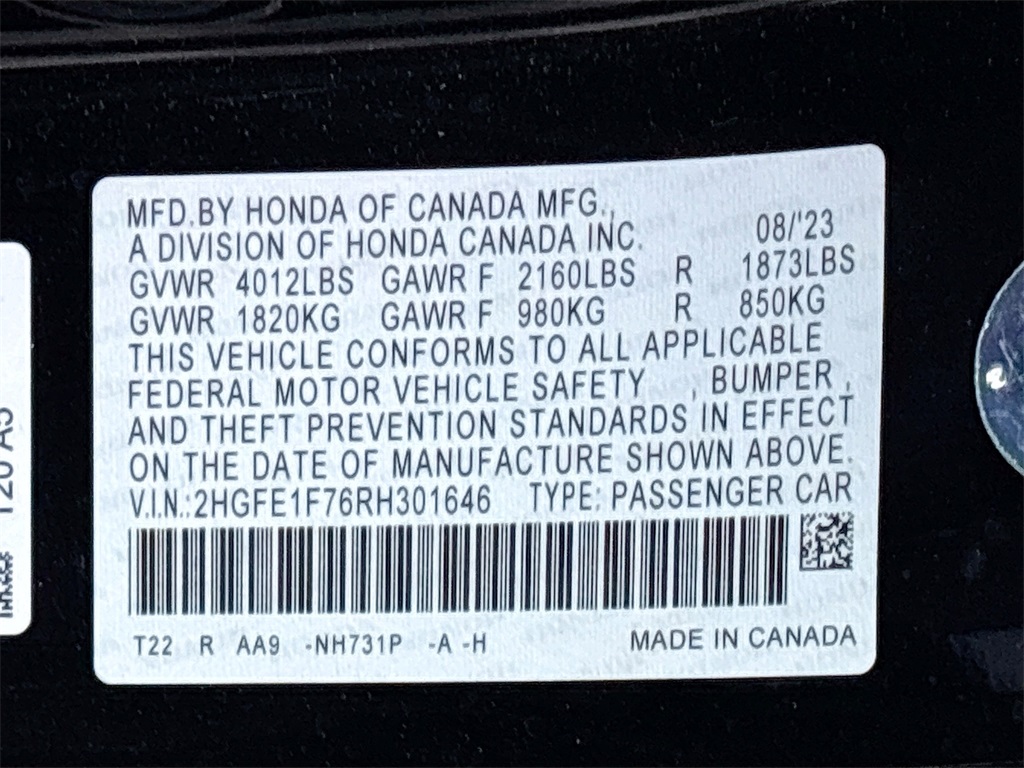 MFD.BY HONDA OF CANADA MFG.,
A DIVISION OF HONDA CANADA INC. 08/'23
GVWR 4012LBS GAWR F 2160LBS R 1873LBS
GVWR 1820KG GAWR F 980KG R 850KG
THIS VEHICLE CONFORMS TO ALL APPLICABLE
FEDERAL MOTOR VEHICLE SAFETY , BUMPER ,
AND THEFT PREVENTION STANDARDS IN EFFECT
ON THE DATE OF MANUFACTURE SHOWN ABOVE.
V.I.N.:2HGFE1F76RH301646 TYPE: PASSENGER CAR
T22 R AA9 -NH731P -A -H MADE IN CANADA